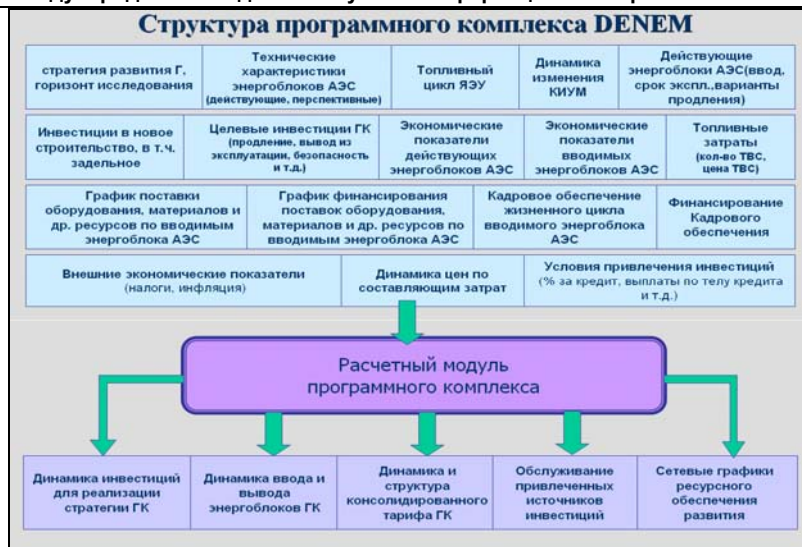 Структура программного комплекса DENEM
стратегия развития Г,
горизонт исследования
Технические
характеристики
энергоблоков АЭС
(действующие, перспективные)
Топливный
цикл ЯЭУ
Динамика
изменения
КИУМ
Действующие
энергоблоки АЭС(ввод,
срок экспл.,варианты
продления)
Инвестиции в новое
строительство, в т.ч.
задельное
Целевые инвестиции ГК
(продление, вывод из
эксплуатации, безопасность
и т.д.)
Экономические
показатели
действующих
энергоблоков АЭС
Экономические
показатели
вводимых
энергоблоков АЭС
Топливные
затраты
(кол-во ТВС,
цена ТВС)
График поставки
оборудования, материалов и
др. ресурсов по вводимым
энергоблока АЭС
График финансирования
поставок оборудования,
материалов и др. ресурсов по
вводимым энергоблока АЭС
Кадровое обеспечение
жизненного цикла
вводимого энергоблока
АЭС
Финансирование
Кадрового
обеспечения
Внешние экономические показатели
(налоги, инфляция)
Динамика цен по
составляющим затрат
Условия привлечения инвестиций
(% за кредит, выплаты по телу кредита
и т.д.)
Расчетный модуль
программного комплекса
Динамика инвестиций
для реализации
стратегии ГК
Динамика ввода и
вывода
энергоблоков ГК
Динамика и
структура
консолидированного
тарифа ГК
Обслуживание
привлеченных
источников
инвестиций
Сетевые графики
ресурсного
обеспечения
развития